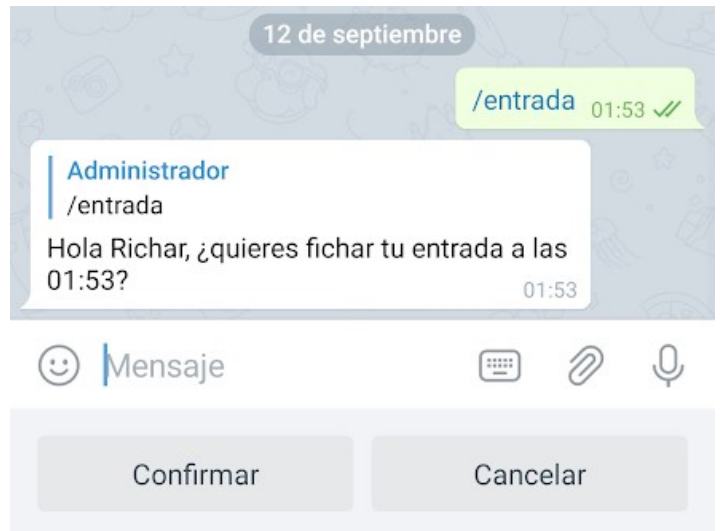 12 de septiembre
/entrada 01:53
Administrador
/entrada
Hola Richar, ¿quieres fichar tu entrada a las
01:53?
01:53
Mensaje
Confirmar Cancelar